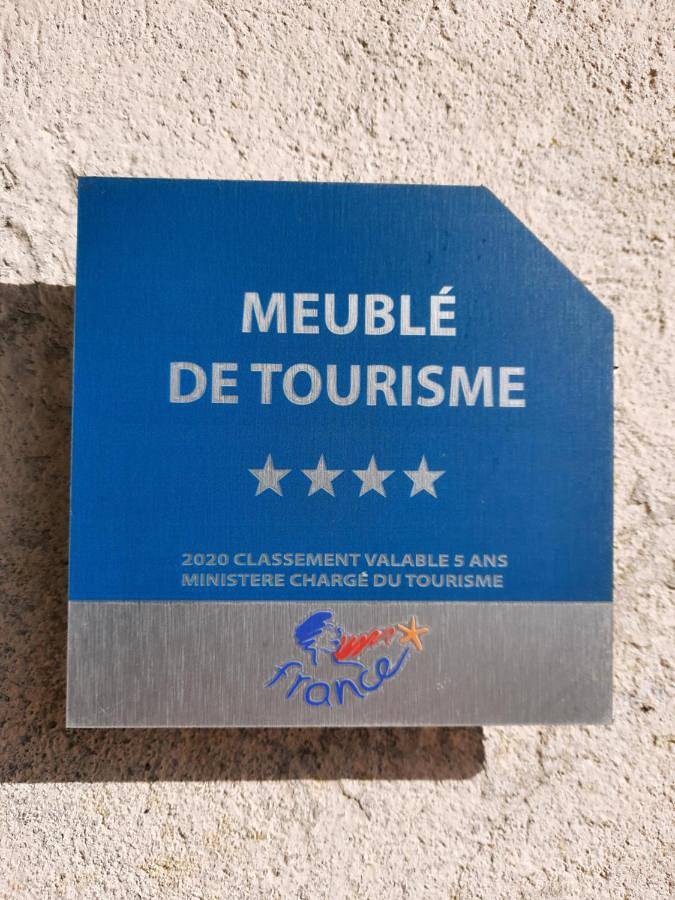 MEUBLÉ
DE TOURISME
★★★★
2020 CLASSEMENT VALABLE 5 ANS
MINISTERE CHARGÉ DU TOURISME
france